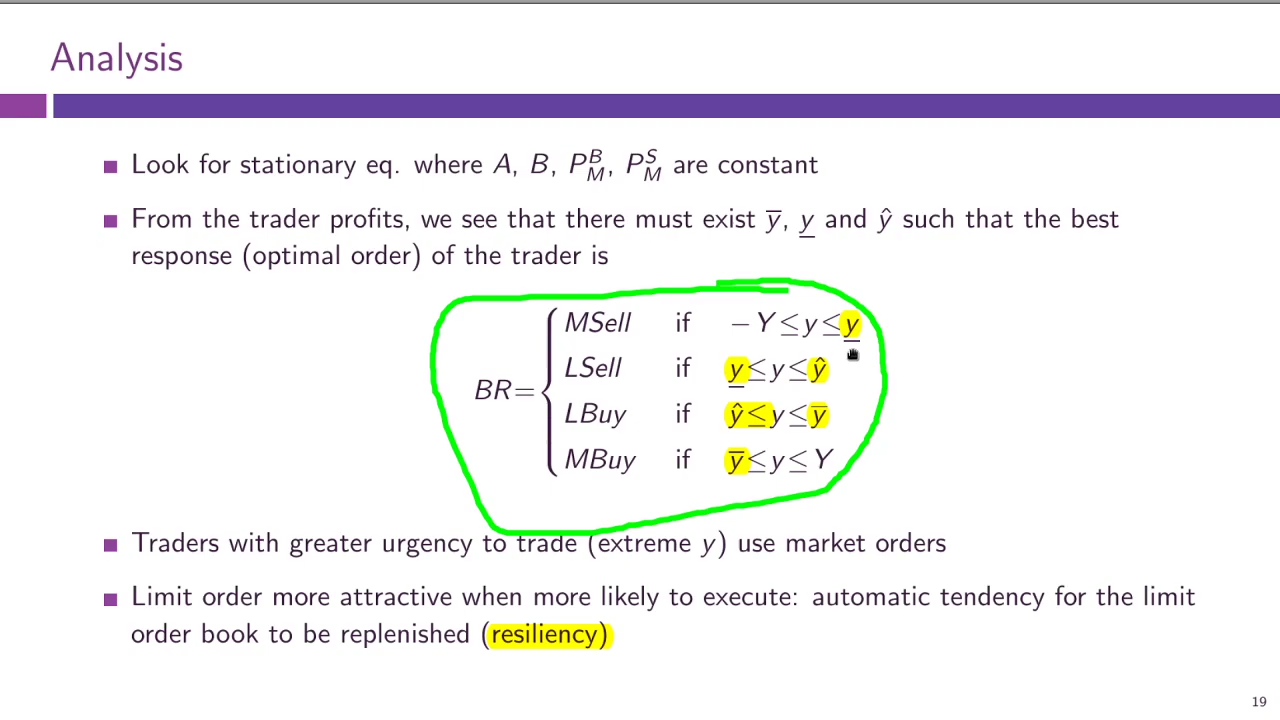 Analysis
Look for stationary eq. where A, B, P_M^B, P_M^S are constant
From the trader profits, we see that there must exist y̅, y̲ and ŷ such that the best
response (optimal order) of the trader is
MSell if − Y ≤ y ≤ y̲
LSell if y̲ ≤ y ≤ ŷ
BR =
LBuy if ŷ ≤ y ≤ y̅
MBuy if y̅ ≤ y ≤ Y
Traders with greater urgency to trade (extreme y) use market orders
Limit order more attractive when more likely to execute: automatic tendency for the limit
order book to be replenished (resiliency)
19